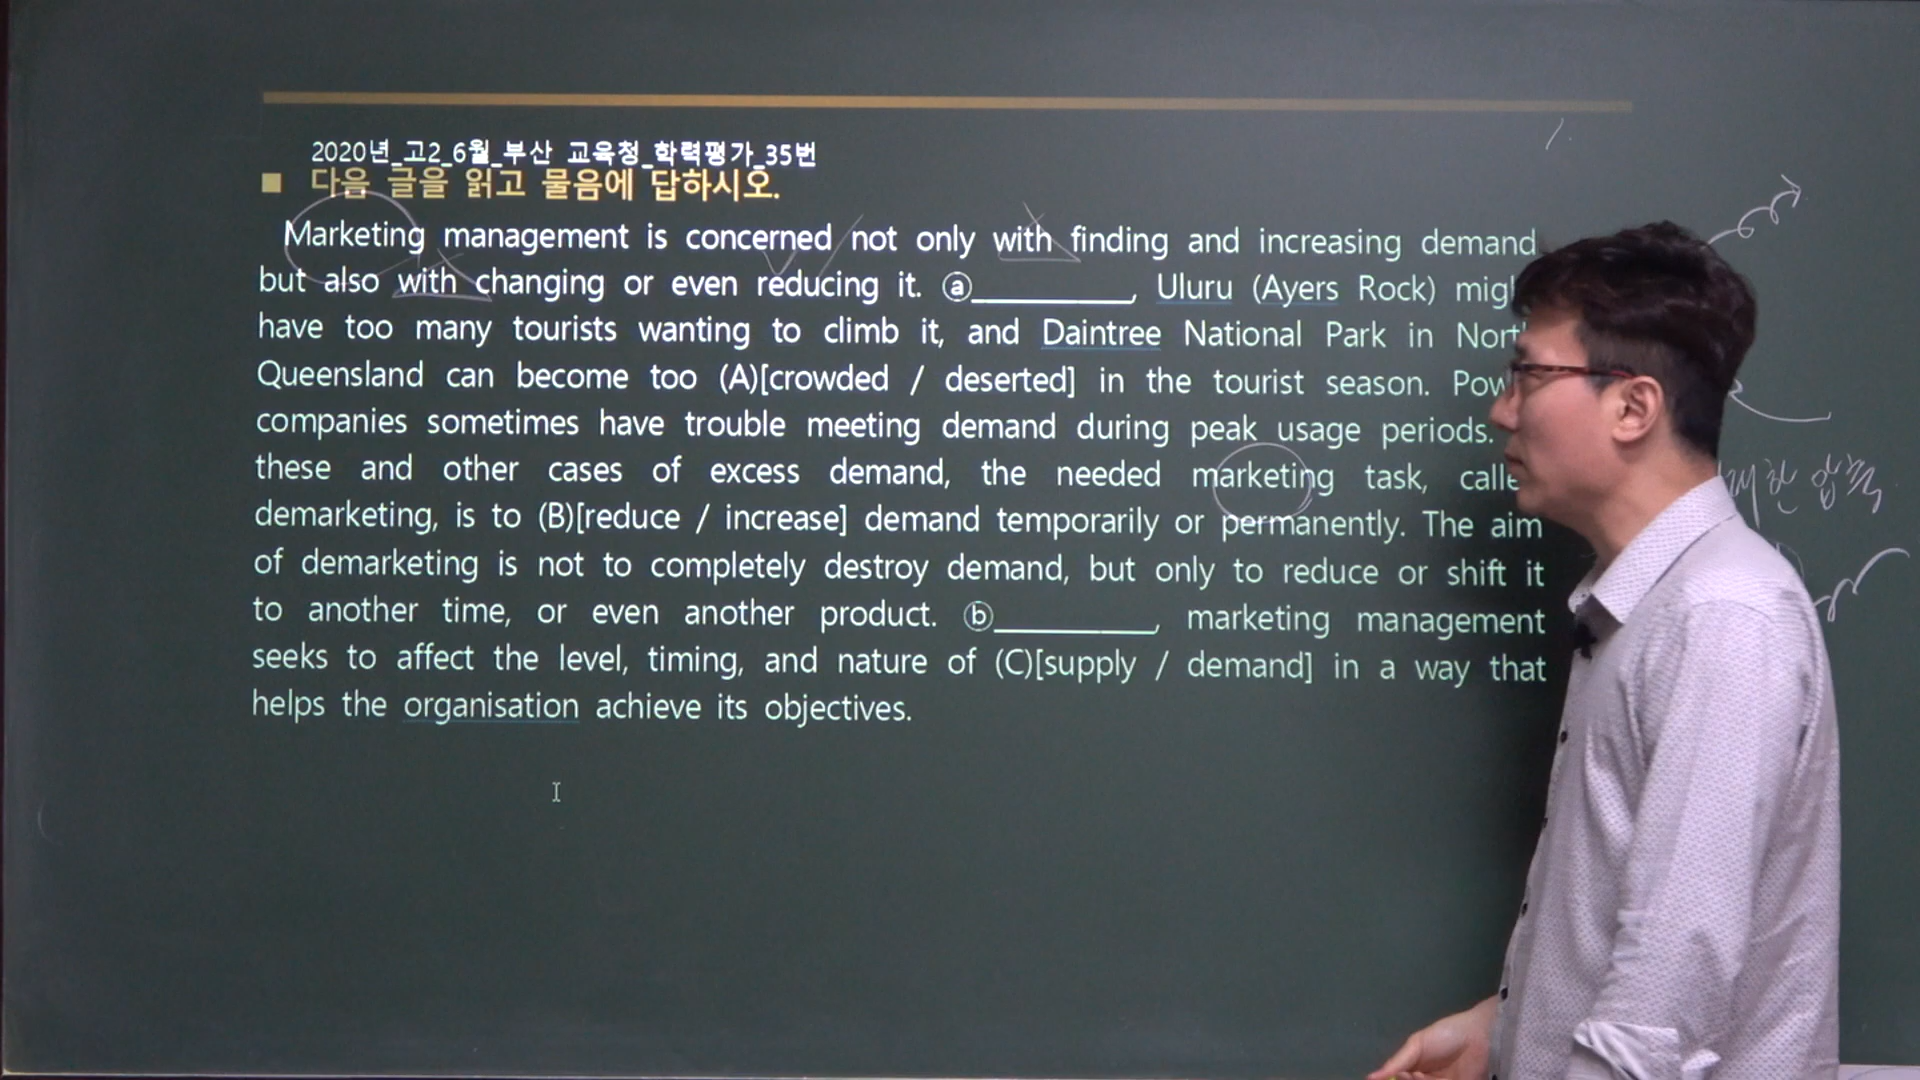 2020년_고2_6월_부산 교육청_학력평가_35번
■ 다음 글을 읽고 물음에 답하시오.
Marketing management is concerned not only with finding and increasing demand
but also with changing or even reducing it. ⓐ__________, Uluru (Ayers Rock)
have too many tourists wanting to climb it, and Daintree National Park in
Queensland can become too (A)[crowded / deserted] in the tourist season.
companies sometimes have trouble meeting demand during peak usage periods.
these and other cases of excess demand, the needed marketing task,
demarketing, is to (B)[reduce / increase] demand temporarily or permanently. The aim
of demarketing is not to completely destroy demand, but only to reduce or shift it
to another time, or even another product. ⓑ__________, marketing management
seeks to affect the level, timing, and nature of (C)[supply / demand] in a way that
helps the organisation achieve its objectives.